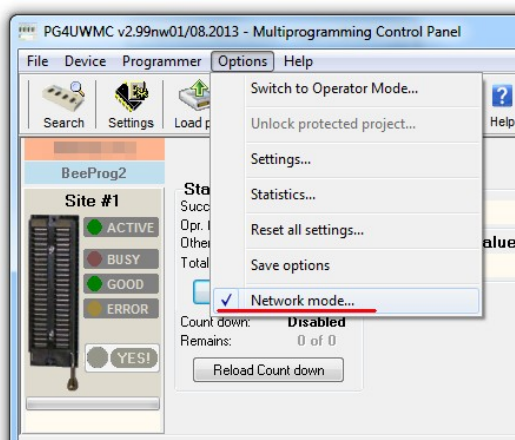 PG4UWMC v2.99nw01/08.2013 - Multiprogramming Control Panel
File Device Programmer Options Help
Search Settings Load p Help
Switch to Operator Mode...
Unlock protected project...
Settings...
Statistics...
Reset all settings...
Save options
Network mode...
BeeProg2
Site #1
ACTIVE
BUSY
GOOD
ERROR
YES!
Sta
Succ
Opr. f
Other
Total
alue
Count down: Disabled
Remains: 0 of 0
Reload Count down